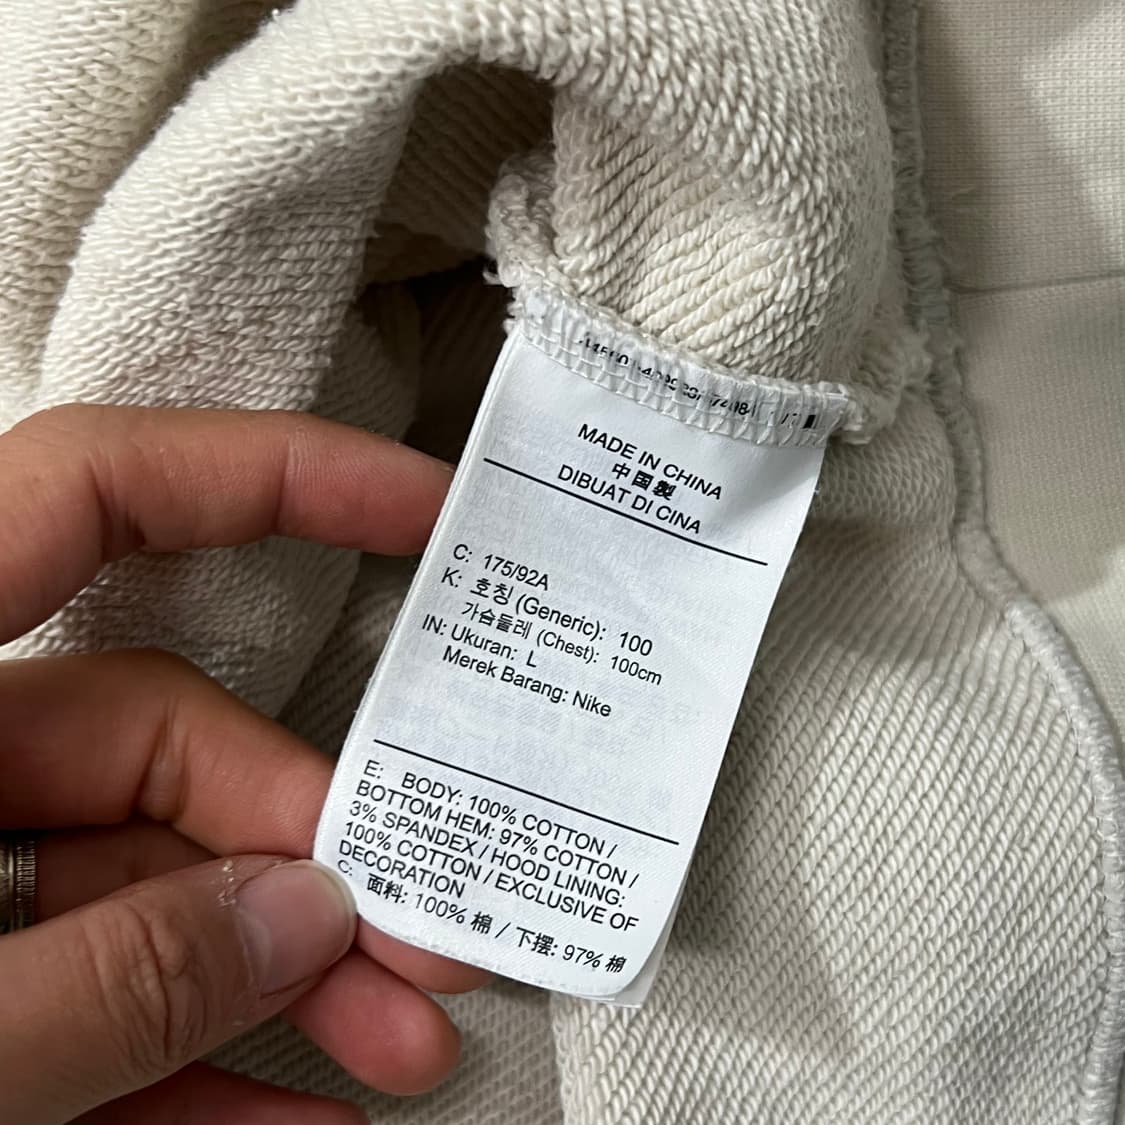 MADE IN CHINA
中国製
DIBUAT DI CINA
C: 175/92A
K: 호칭 (Generic): 100
가슴둘레 (Chest): 100cm
IN: Ukuran: L
Merek Barang: Nike
E: BODY: 100% COTTON /
BOTTOM HEM: 97% COTTON /
3% SPANDEX / HOOD LINING:
100% COTTON / EXCLUSIVE OF
DECORATION
C: 面料: 100% 棉 / 下摆: 97% 棉